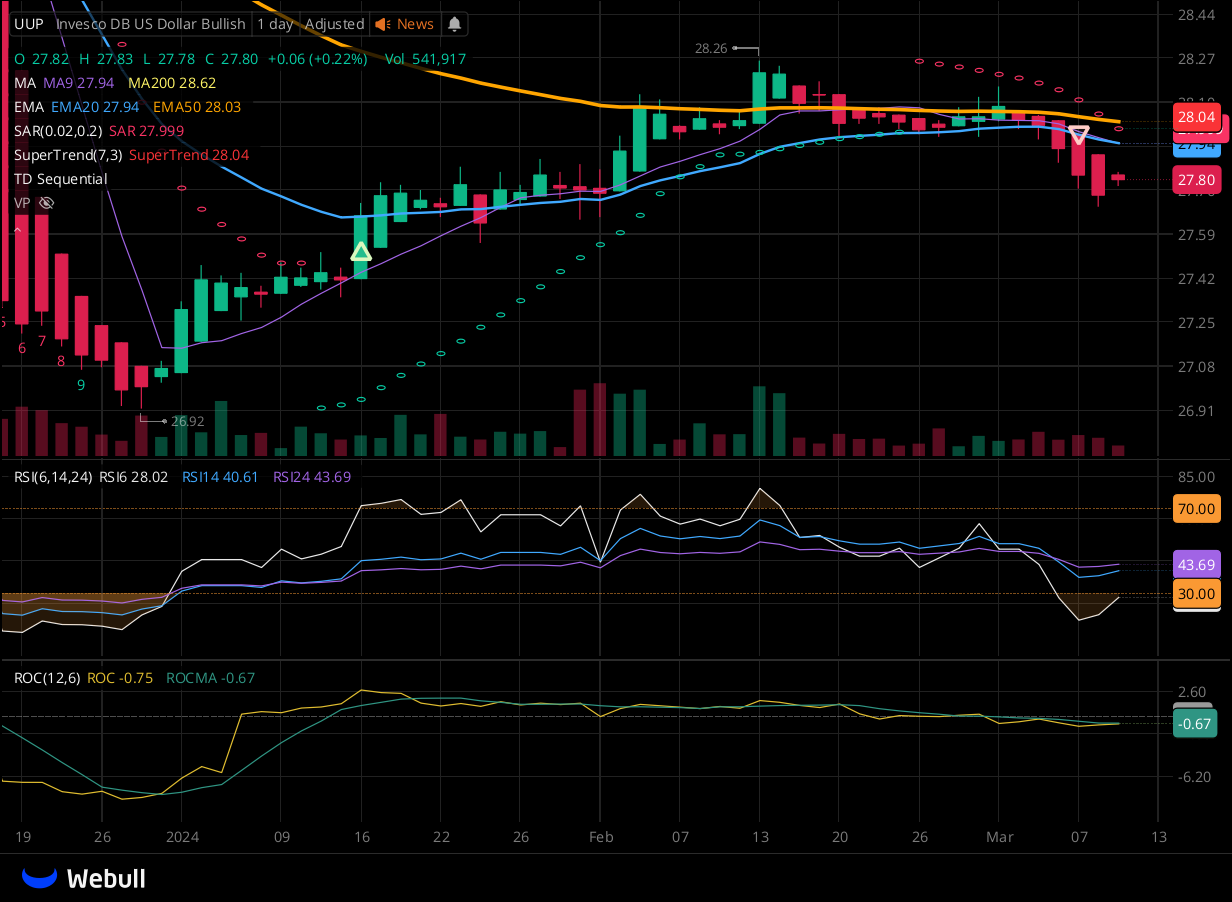 UUP Invesco DB US Dollar Bullish 1 day Adjusted News
28.44
O 27.82 H 27.83 L 27.78 C 27.80 +0.06 (+0.22%) Vol 541,917
28.26
28.27
MA MA9 27.94 MA200 28.62
EMA EMA20 27.94 EMA50 28.03
28.10
28.04
SAR(0.02,0.2) SAR 27.999
27.94
SuperTrend(7,3) SuperTrend 28.04
TD Sequential
27.80
VP
27.59
27.42
27.25
6 7 8 9
27.08
26.92
26.91
RSI(6,14,24) RSI6 28.02 RSI14 40.61 RSI24 43.69
85.00
70.00
43.69
30.00
ROC(12,6) ROC -0.75 ROCMA -0.67
2.60
-0.67
-6.20
19 26 2024 09 16 22 26 Feb 07 13 20 26 Mar 07 13
Webull